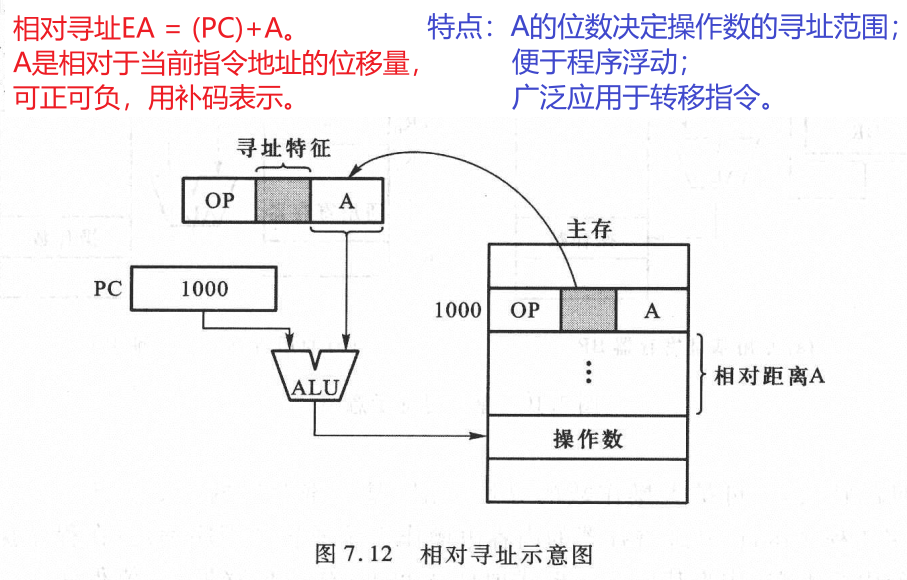 相对寻址EA = (PC)+A。
A是相对于当前指令地址的位移量，
可正可负，用补码表示。
特点：A的位数决定操作数的寻址范围；
便于程序浮动；
广泛应用于转移指令。
寻址特征
OP A
主存
PC 1000
1000 OP A
ALU
相对距离A
操作数
图 7.12 相对寻址示意图